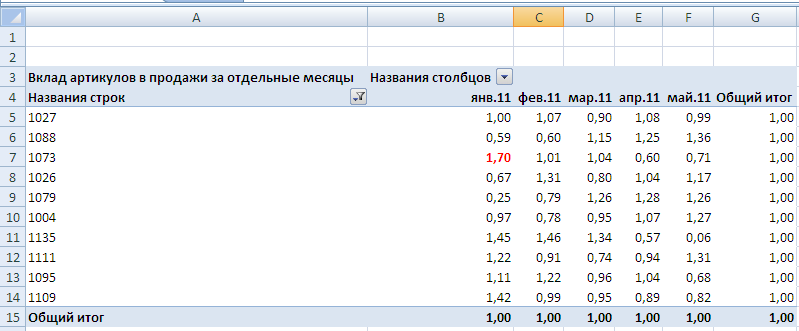 A B C D E F G
1
2
3 Вклад артикулов в продажи за отдельные месяцы Названия столбцов
4 Названия строк янв.11 фев.11 мар.11 апр.11 май.11 Общий итог
5 1027 1,00 1,07 0,90 1,08 0,99 1,00
6 1088 0,59 0,60 1,15 1,25 1,36 1,00
7 1073 1,70 1,01 1,04 0,60 0,71 1,00
8 1026 0,67 1,31 0,80 1,04 1,17 1,00
9 1079 0,25 0,79 1,26 1,28 1,26 1,00
10 1004 0,97 0,78 0,95 1,07 1,27 1,00
11 1135 1,45 1,46 1,34 0,57 0,06 1,00
12 1111 1,22 0,91 0,74 0,94 1,31 1,00
13 1095 1,11 1,22 0,96 1,04 0,68 1,00
14 1109 1,42 0,99 0,95 0,89 0,82 1,00
15 Общий итог 1,00 1,00 1,00 1,00 1,00 1,00